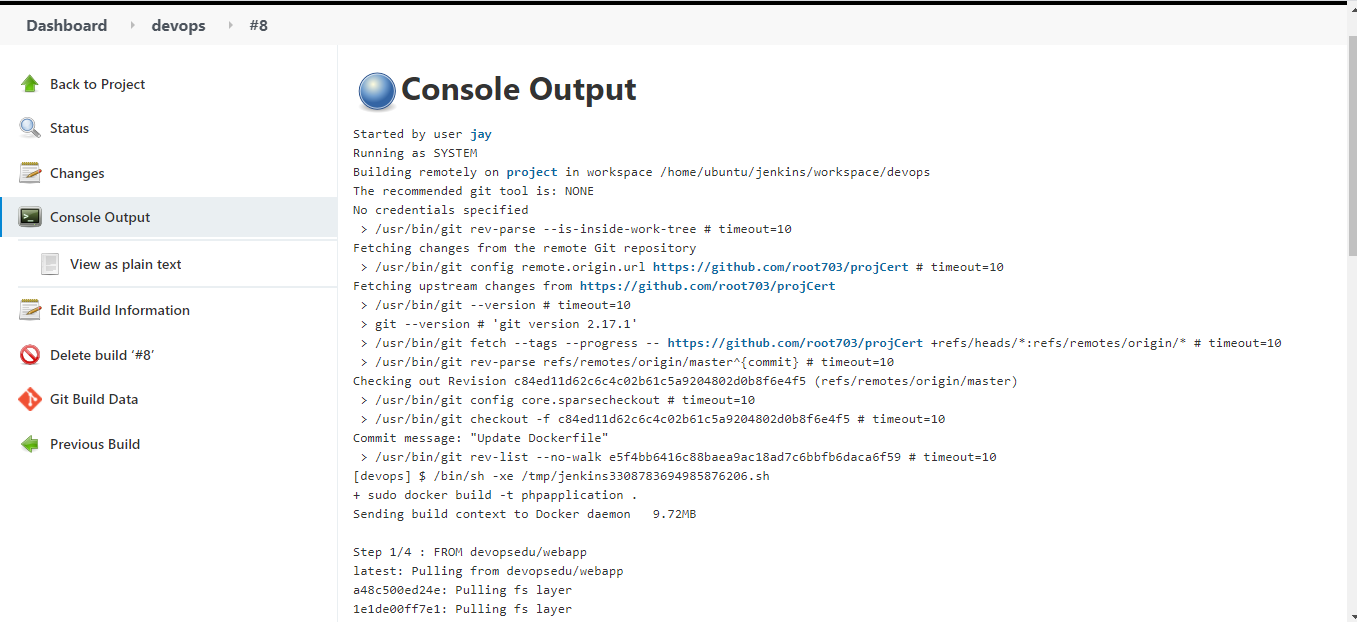 Dashboard devops #8
Back to Project
Status
Changes
Console Output
View as plain text
Edit Build Information
Delete build ‘#8’
Git Build Data
Previous Build
Console Output
Started by user jay
Running as SYSTEM
Building remotely on project in workspace /home/ubuntu/jenkins/workspace/devops
The recommended git tool is: NONE
No credentials specified
> /usr/bin/git rev-parse --is-inside-work-tree # timeout=10
Fetching changes from the remote Git repository
> /usr/bin/git config remote.origin.url https://github.com/root703/projCert # timeout=10
Fetching upstream changes from https://github.com/root703/projCert
> /usr/bin/git --version # timeout=10
> git --version # 'git version 2.17.1'
> /usr/bin/git fetch --tags --progress -- https://github.com/root703/projCert +refs/heads/*:refs/remotes/origin/* # timeout=10
> /usr/bin/git rev-parse refs/remotes/origin/master^{commit} # timeout=10
Checking out Revision c84ed11d62c6c4c02b61c5a9204802d0b8f6e4f5 (refs/remotes/origin/master)
> /usr/bin/git config core.sparsecheckout # timeout=10
> /usr/bin/git checkout -f c84ed11d62c6c4c02b61c5a9204802d0b8f6e4f5 # timeout=10
Commit message: "Update Dockerfile"
> /usr/bin/git rev-list --no-walk e5f4bb6416c88baea9ac18ad7c6bbfb6daca6f59 # timeout=10
[devops] $ /bin/sh -xe /tmp/jenkins3308783694985876206.sh
+ sudo docker build -t phpapplication .
Sending build context to Docker daemon 9.72MB
Step 1/4 : FROM devopsedu/webapp
latest: Pulling from devopsedu/webapp
a48c500ed24e: Pulling fs layer
1e1de00ff7e1: Pulling fs layer